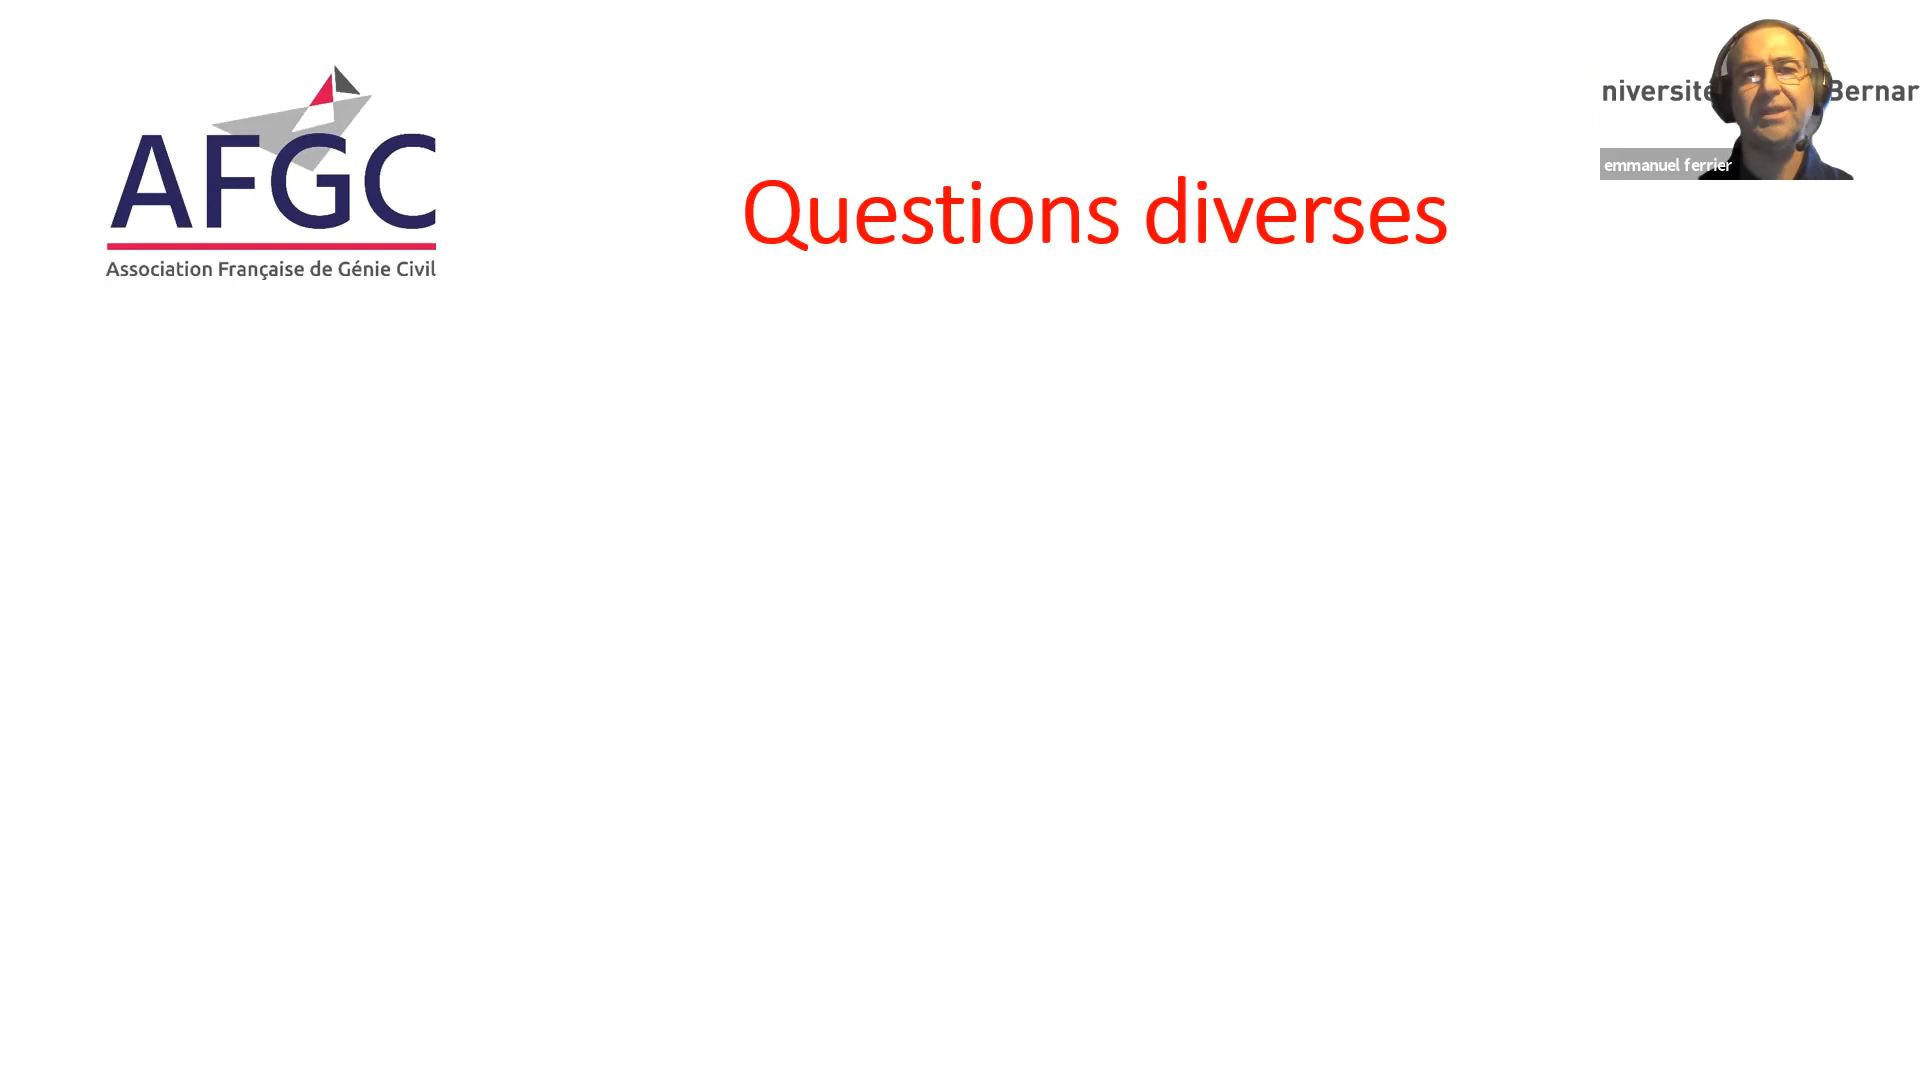 AFGC
Association Française de Génie Civil
Questions diverses
niversité Bernar
emmanuel ferrier